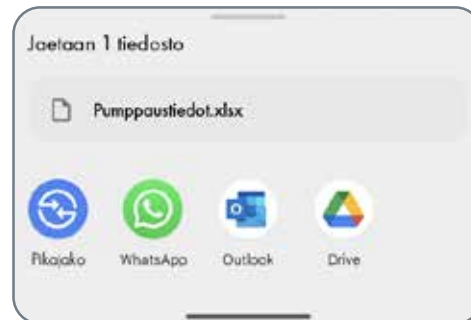 Jaetaan 1 tiedosto
Pumppaustiedot.xlsx
Pikajako WhatsApp Outlook Drive